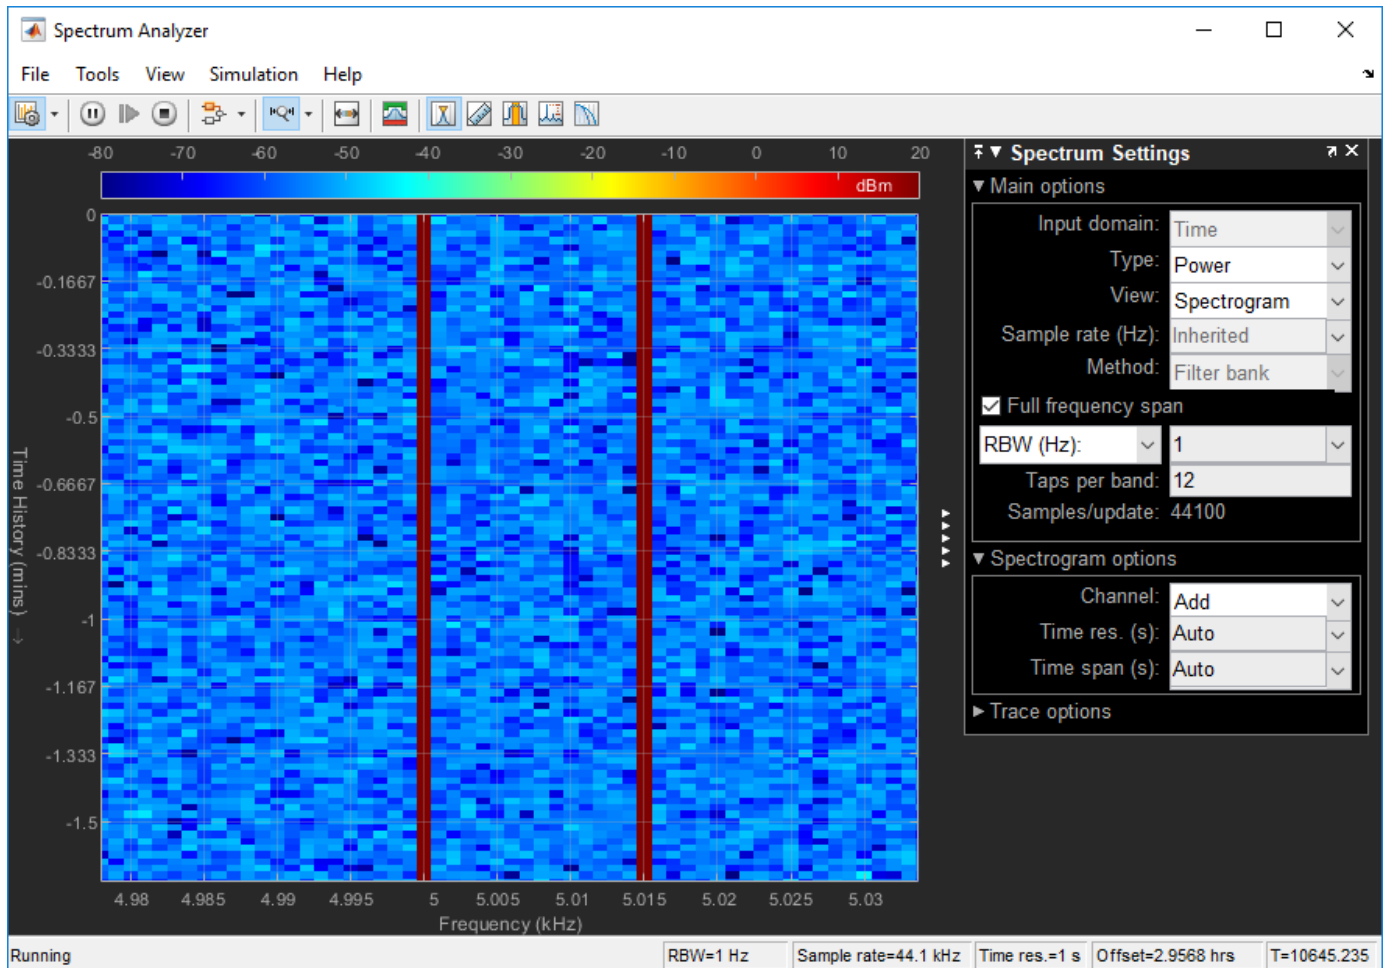 Spectrum Analyzer
File Tools View Simulation Help
-80 -70 -60 -50 -40 -30 -20 -10 0 10 20
dBm
0
-0.1667
-0.3333
-0.5
-0.6667
-0.8333
-1
-1.167
-1.333
-1.5
Time History (mins) →
4.98 4.985 4.99 4.995 5 5.005 5.01 5.015 5.02 5.025 5.03
Frequency (kHz)
Spectrum Settings
Main options
Input domain: Time
Type: Power
View: Spectrogram
Sample rate (Hz): Inherited
Method: Filter bank
Full frequency span
RBW (Hz): 1
Taps per band: 12
Samples/update: 44100
Spectrogram options
Channel: Add
Time res. (s): Auto
Time span (s): Auto
Trace options
Running RBW=1 Hz Sample rate=44.1 kHz Time res.=1 s Offset=2.9568 hrs T=10645.235